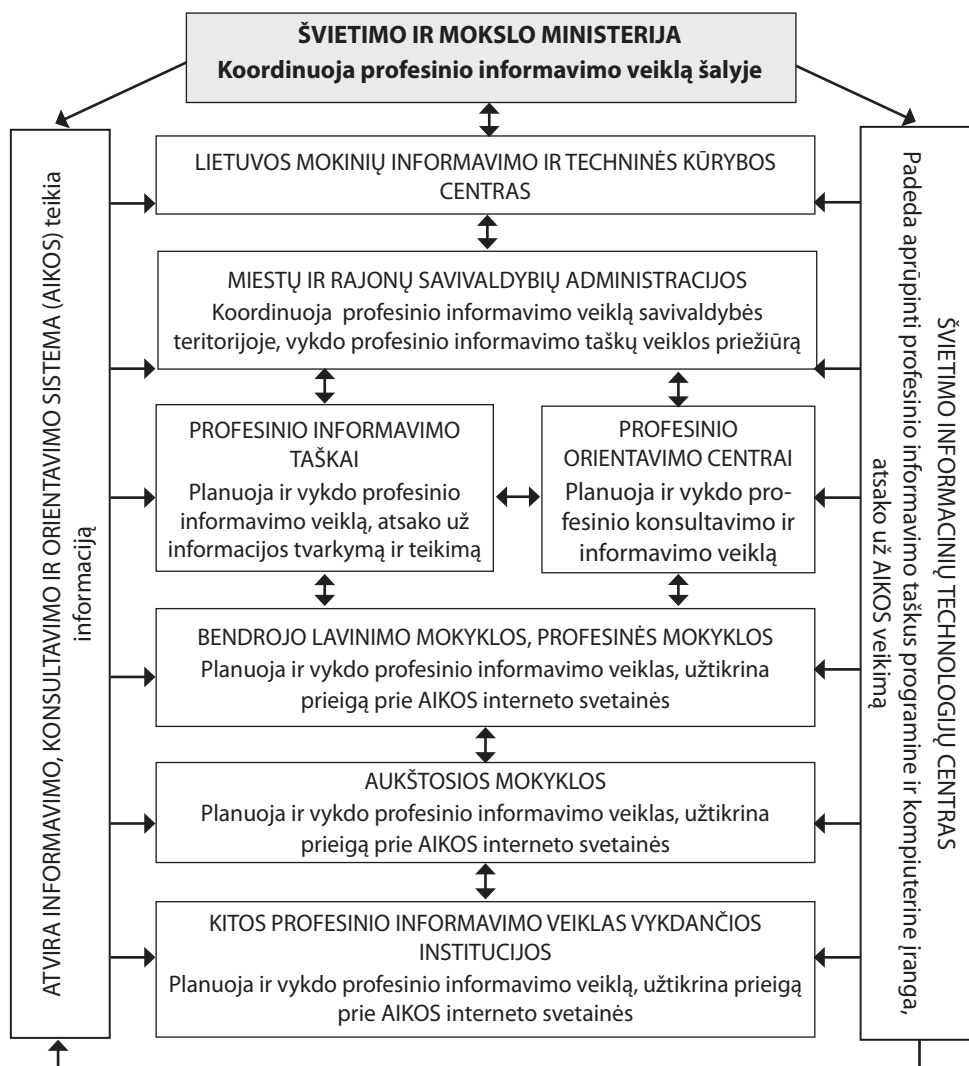 ŠVIETIMO IR MOKSLO MINISTERIJA
Koordinuoja profesinio informavimo veiklą šalyje
ATVIRA INFORMAVIMO, KONSULTAVIMO IR ORIENTAVIMO SISTEMA (AIKOS) teikia
informaciją
LIETUVOS MOKINIŲ INFORMAVIMO IR TECHNINĖS KŪRYBOS
CENTRAS
MIESTŲ IR RAJONŲ SAVIVALDYBIŲ ADMINISTRACIJOS
Koordinuoja profesinio informavimo veiklą savivaldybės
teritorijoje, vykdo profesinio informavimo taškų veiklos priežiūrą
PROFESINIO INFORMAVIMO
TAŠKAI
Planuoja ir vykdo profesinio
informavimo veiklą, atsako už
informacijos tvarkymą ir teikimą
PROFESINIO
ORIENTAVIMO CENTRAI
Planuoja ir vykdo pro-
fesinio konsultavimo ir
informavimo veiklą
BENDROJO LAVINIMO MOKYKLOS, PROFESINĖS MOKYKLOS
Planuoja ir vykdo profesinio informavimo veiklas, užtikrina
prieigą prie AIKOS interneto svetainės
AUKŠTOSIOS MOKYKLOS
Planuoja ir vykdo profesinio informavimo veiklas, užtikrina
prieigą prie AIKOS interneto svetainės
KITOS PROFESINIO INFORMAVIMO VEIKLAS VYKDANČIOS
INSTITUCIJOS
Planuoja ir vykdo profesinio informavimo veiklą, užtikrina prieigą
prie AIKOS interneto svetainės
ŠVIETIMO INFORMACINIŲ TECHNOLOGIJŲ CENTRAS
Padeda aprūpinti profesinio informavimo taškus programine ir kompiuterine įranga,
atsako už AIKOS veikimą